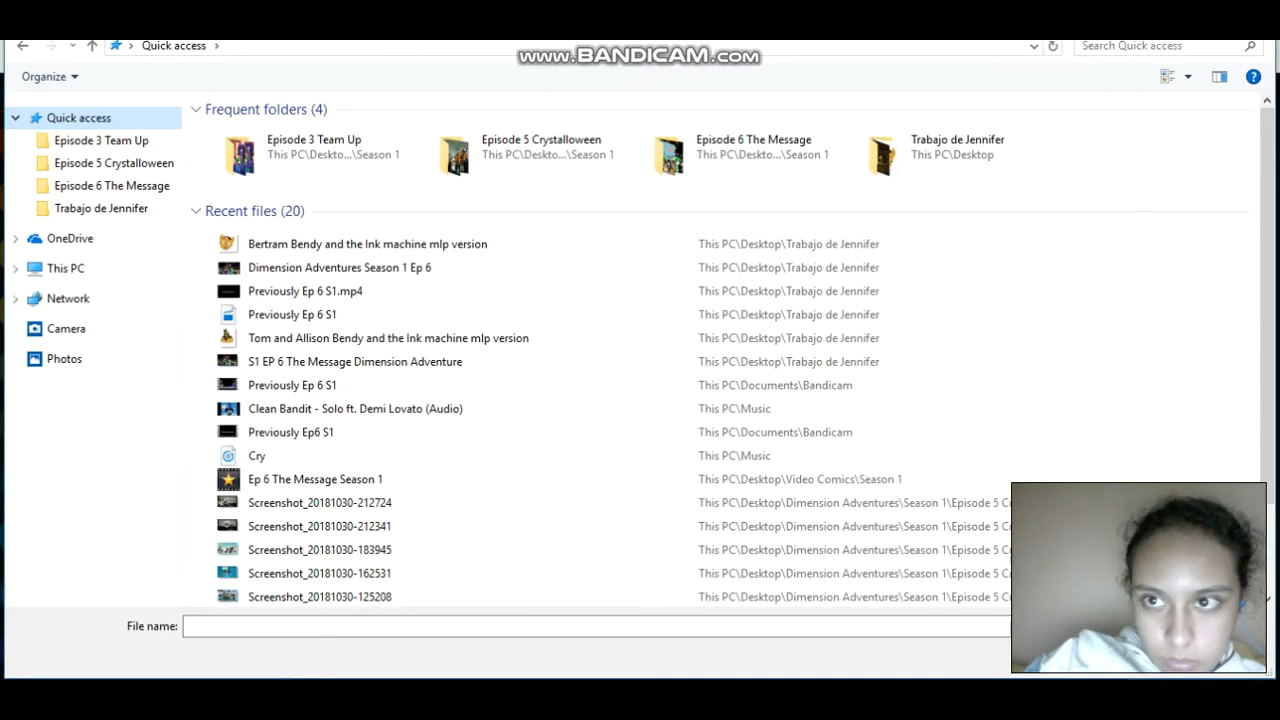 Quick access
www.BANDICAM.com
Search Quick access
Organize
Quick access
Episode 3 Team Up
Episode 5 Crystalloween
Episode 6 The Message
Trabajo de Jennifer
OneDrive
This PC
Network
Camera
Photos
Frequent folders (4)
Episode 3 Team Up
This PC\Deskto...\Season 1
Episode 5 Crystalloween
This PC\Deskto...\Season 1
Episode 6 The Message
This PC\Deskto...\Season 1
Trabajo de Jennifer
This PC\Desktop
Recent files (20)
Bertram Bendy and the Ink machine mlp version This PC\Desktop\Trabajo de Jennifer
Dimension Adventures Season 1 Ep 6 This PC\Desktop\Trabajo de Jennifer
Previously Ep 6 S1.mp4 This PC\Desktop\Trabajo de Jennifer
Previously Ep 6 S1 This PC\Desktop\Trabajo de Jennifer
Tom and Allison Bendy and the Ink machine mlp version This PC\Desktop\Trabajo de Jennifer
S1 EP 6 The Message Dimension Adventure This PC\Desktop\Trabajo de Jennifer
Previously Ep 6 S1 This PC\Documents\Bandicam
Clean Bandit - Solo ft. Demi Lovato (Audio) This PC\Music
Previously Ep6 S1 This PC\Documents\Bandicam
Cry This PC\Music
Ep 6 The Message Season 1 This PC\Desktop\Video Comics\Season 1
Screenshot_20181030-212724 This PC\Desktop\Dimension Adventures\Season 1\Episode 5 C
Screenshot_20181030-212341 This PC\Desktop\Dimension Adventures\Season 1\Episode 5 C
Screenshot_20181030-183945 This PC\Desktop\Dimension Adventures\Season 1\Episode 5 C
Screenshot_20181030-162531 This PC\Desktop\Dimension Adventures\Season 1\Episode 5 C
Screenshot_20181030-125208 This PC\Desktop\Dimension Adventures\Season 1\Episode 5 C
File name: